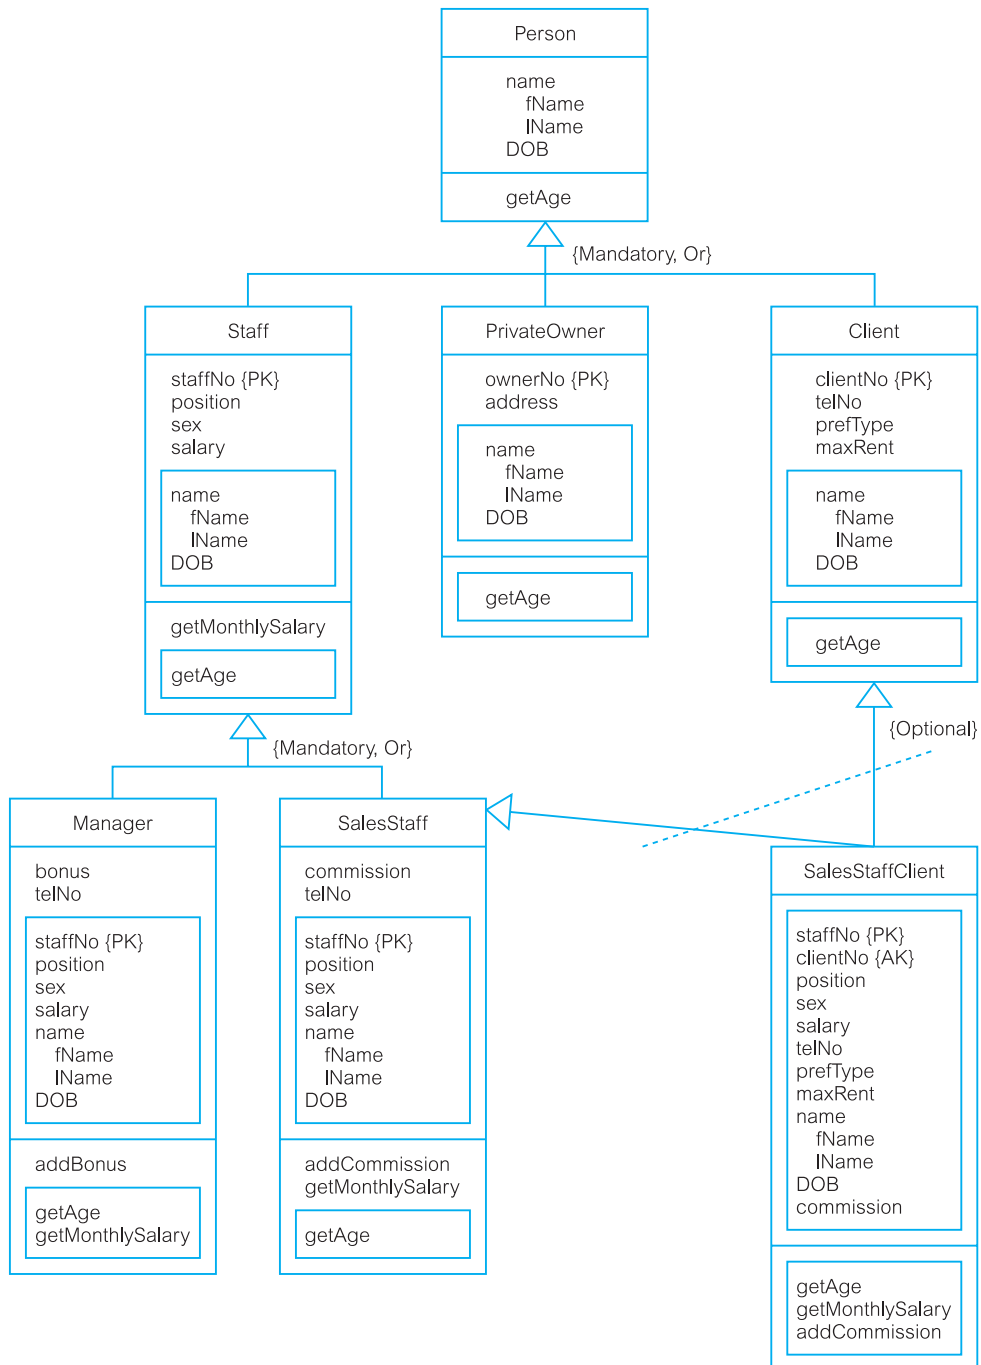 Person
name
fName
lName
DOB
getAge
{Mandatory, Or}
Staff
staffNo {PK}
position
sex
salary
name
fName
lName
DOB
getMonthlySalary
getAge
PrivateOwner
ownerNo {PK}
address
name
fName
lName
DOB
getAge
Client
clientNo {PK}
telNo
prefType
maxRent
name
fName
lName
DOB
getAge
{Mandatory, Or}
{Optional}
Manager
bonus
telNo
staffNo {PK}
position
sex
salary
name
fName
lName
DOB
addBonus
getAge
getMonthlySalary
SalesStaff
commission
telNo
staffNo {PK}
position
sex
salary
name
fName
lName
DOB
addCommission
getMonthlySalary
getAge
SalesStaffClient
staffNo {PK}
clientNo {AK}
position
sex
salary
telNo
prefType
maxRent
name
fName
lName
DOB
commission
getAge
getMonthlySalary
addCommission